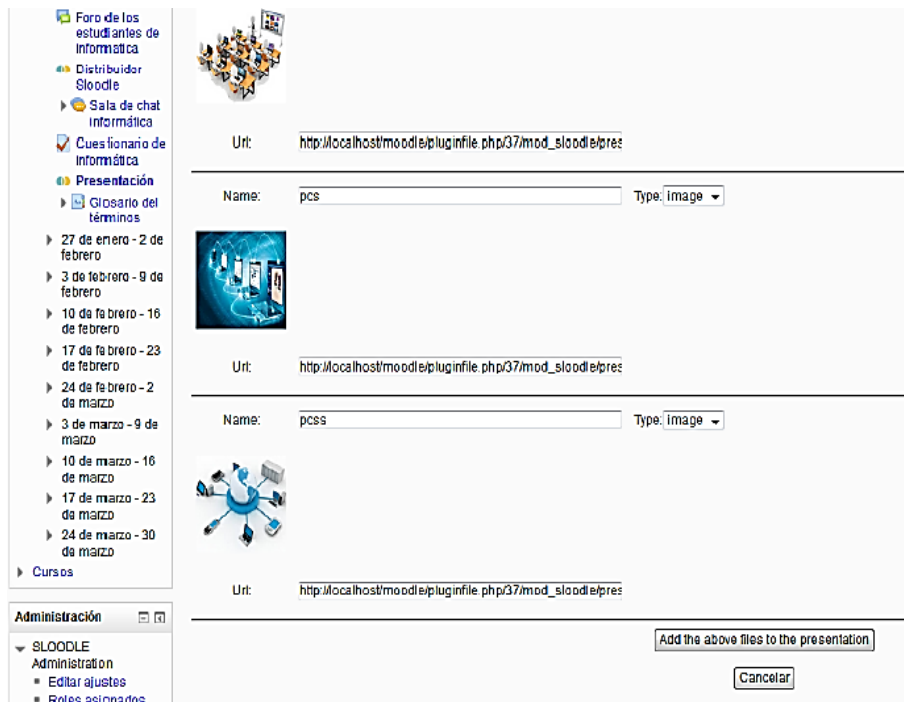 Foro de los
estudiantes de
informática
Distribuidor
Sloodle
Sala de chat
informática
Cuestionario de
informática
Presentación
Glosario del
términos
27 de enero - 2 de
febrero
3 de febrero - 9 de
febrero
10 de febrero - 16
de febrero
17 de febrero - 23
de febrero
24 de febrero - 2
de marzo
3 de marzo - 9 de
marzo
10 de marzo - 16
de marzo
17 de marzo - 23
de marzo
24 de marzo - 30
de marzo
Cursos
Administración
SLOODLE
Administration
Editar ajustes
Roles asignados
Url: http://localhost/moodle/pluginfile.php/37/mod_sloodle/pres
Name: pcs Type: image
Url: http://localhost/moodle/pluginfile.php/37/mod_sloodle/pres
Name: pcss Type: image
Url: http://localhost/moodle/pluginfile.php/37/mod_sloodle/pres
Add the above files to the presentation
Cancelar